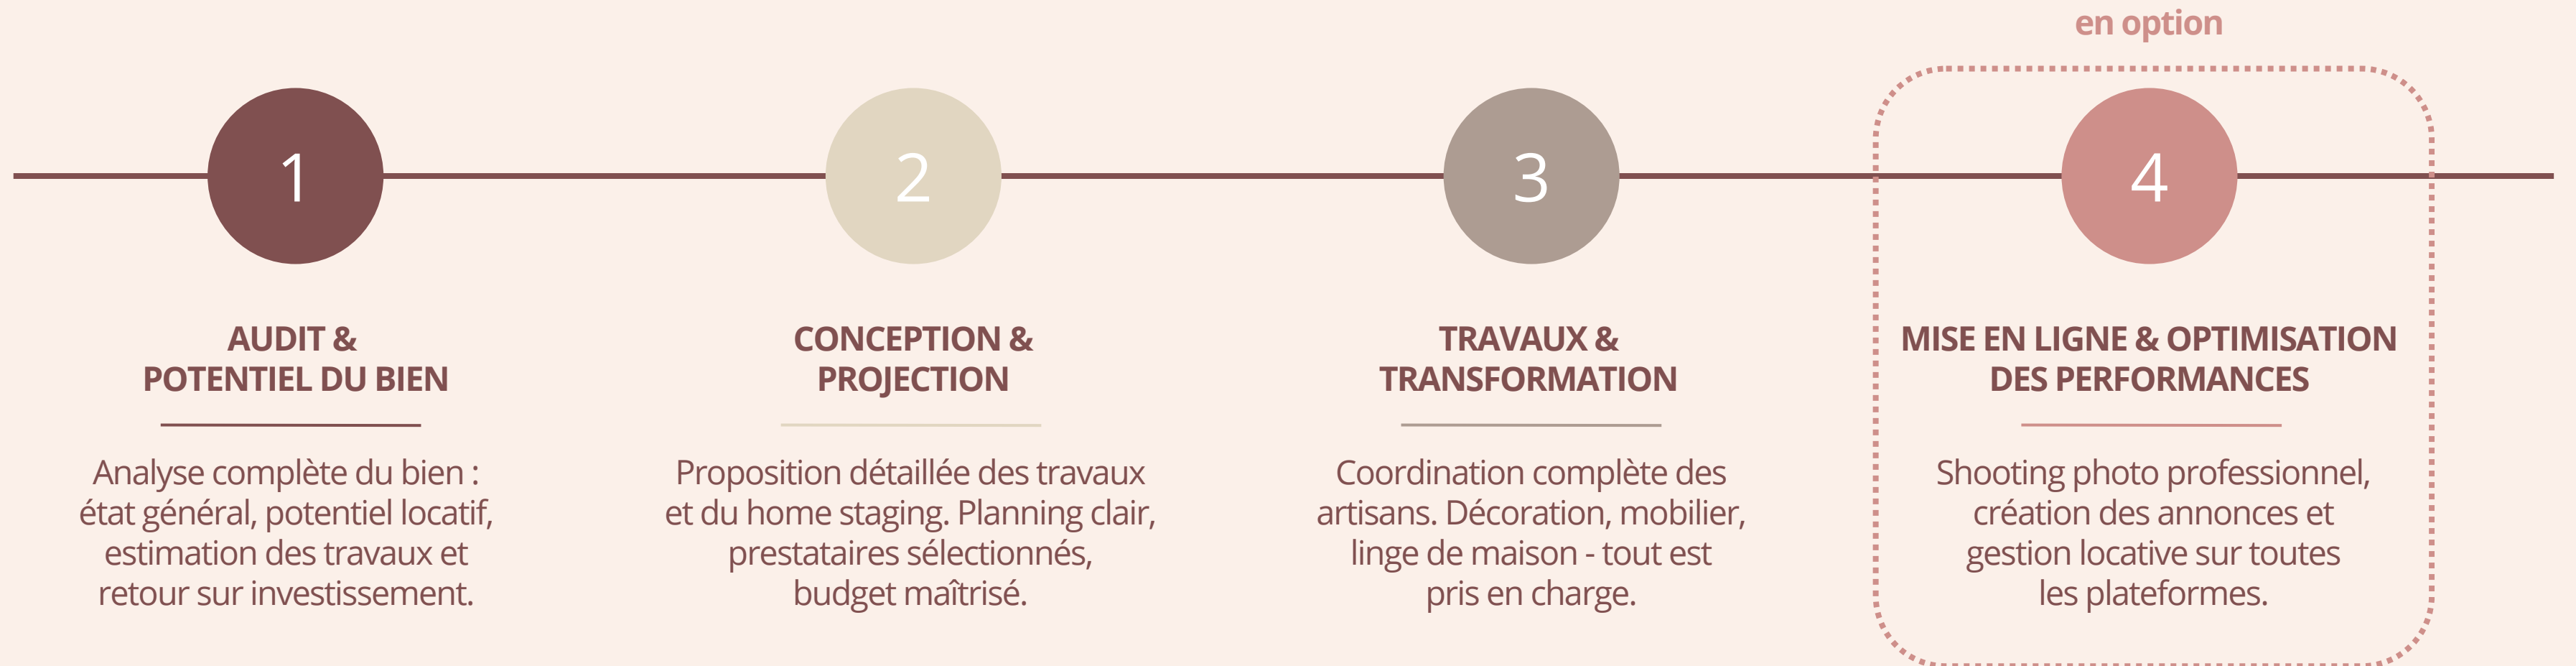 en option
1
AUDIT &
POTENTIEL DU BIEN
Analyse complète du bien :
état général, potentiel locatif,
estimation des travaux et
retour sur investissement.
2
CONCEPTION &
PROJECTION
Proposition détaillée des travaux
et du home staging. Planning clair,
prestataires sélectionnés,
budget maîtrisé.
3
TRAVAUX &
TRANSFORMATION
Coordination complète des
artisans. Décoration, mobilier,
linge de maison - tout est
pris en charge.
4
MISE EN LIGNE & OPTIMISATION
DES PERFORMANCES
Shooting photo professionnel,
création des annonces et
gestion locative sur toutes
les plateformes.